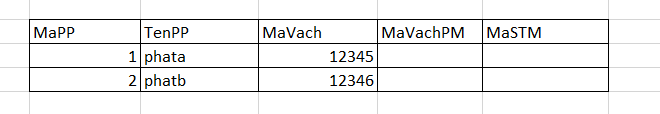 MaPP TenPP MaVach MaVachPM MaSTM
1 phata 12345
2 phatb 12346